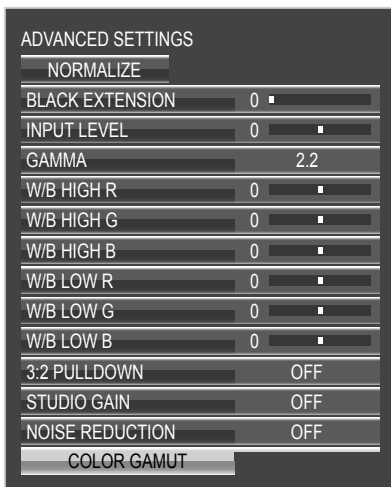 ADVANCED SETTINGS
NORMALIZE
BLACK EXTENSION 0
INPUT LEVEL 0
GAMMA 2.2
W/B HIGH R 0
W/B HIGH G 0
W/B HIGH B 0
W/B LOW R 0
W/B LOW G 0
W/B LOW B 0
3:2 PULLDOWN OFF
STUDIO GAIN OFF
NOISE REDUCTION OFF
COLOR GAMUT